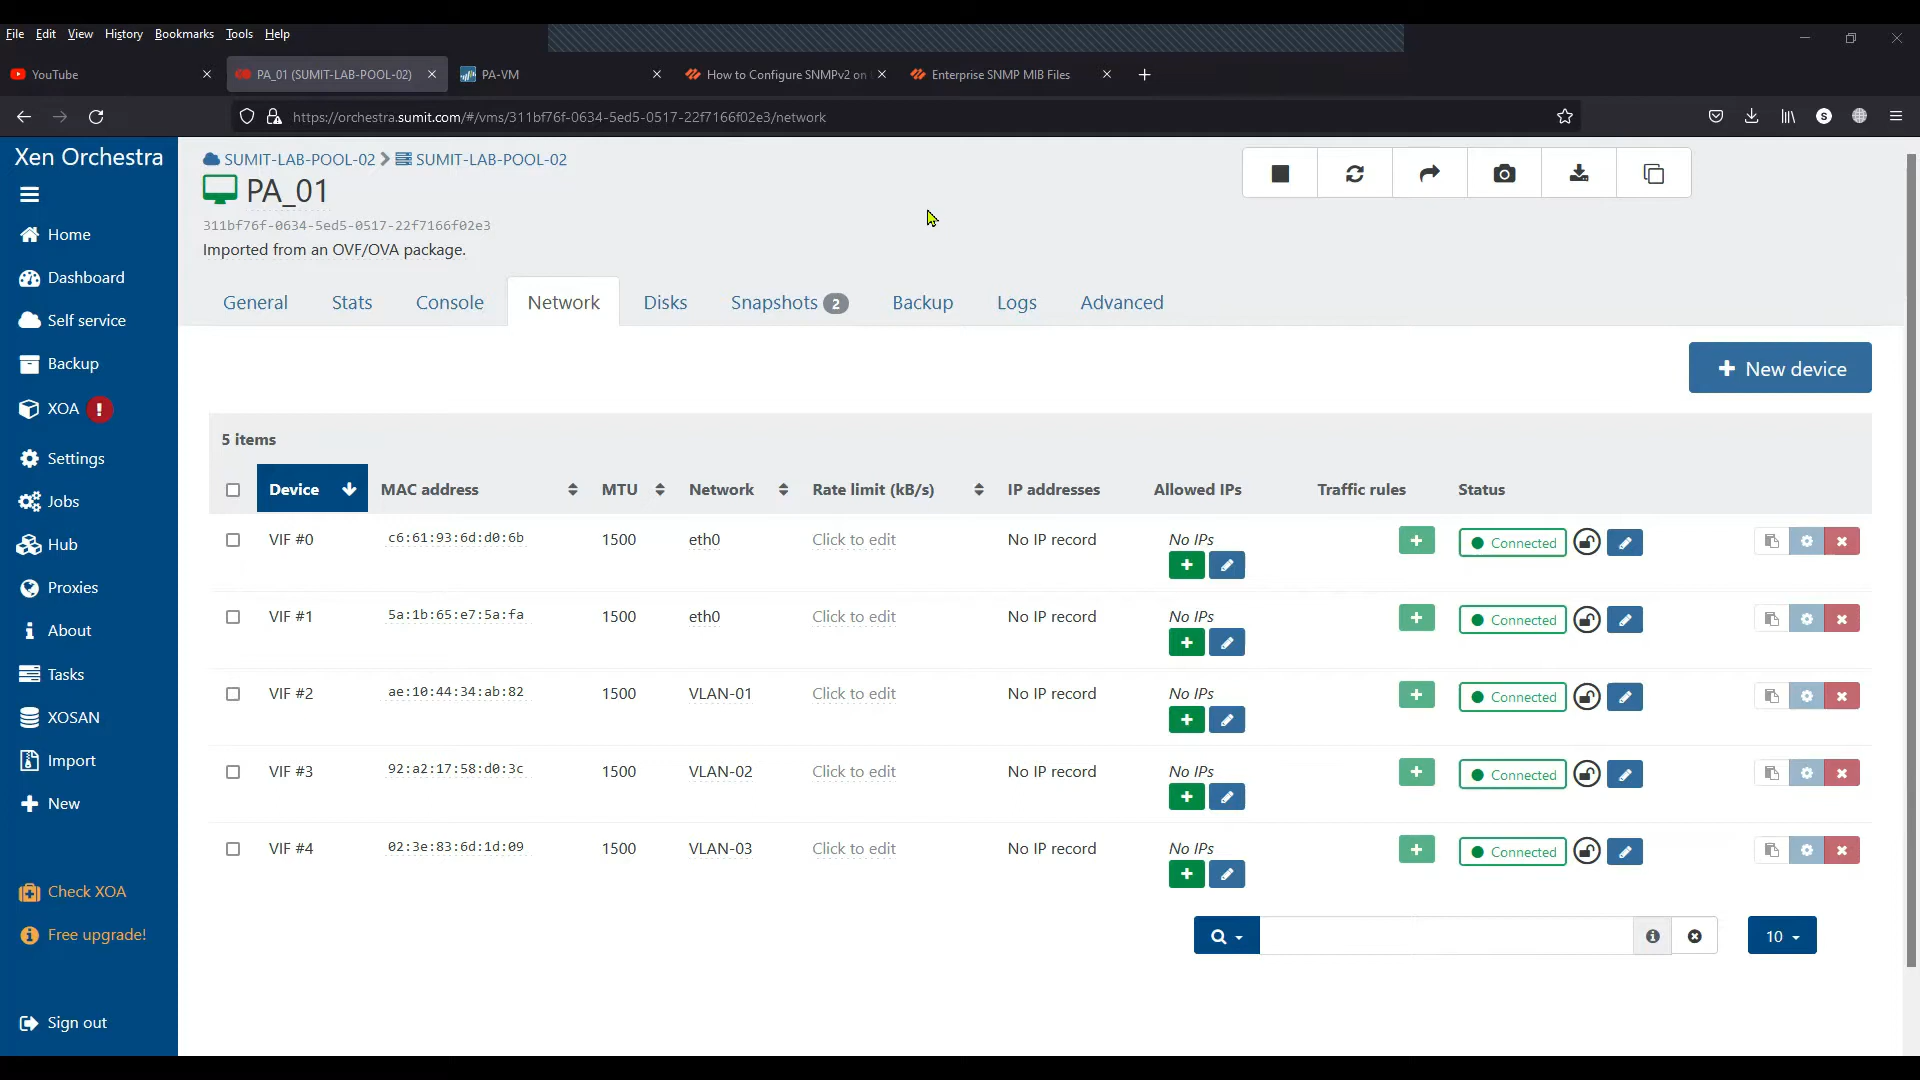 File Edit View History Bookmarks Tools Help
YouTube
PA_01 (SUMIT-LAB-POOL-02)
PA-VM
How to Configure SNMPv2 on
Enterprise SNMP MIB Files
https://orchestra.sumit.com/#/vms/311bf76f-0634-5ed5-0517-22f7166f02e3/network
S
Xen Orchestra
Home
Dashboard
Self service
Backup
XOA !
Settings
Jobs
Hub
Proxies
About
Tasks
XOSAN
Import
New
Check XOA
Free upgrade!
Sign out
SUMIT-LAB-POOL-02 SUMIT-LAB-POOL-02
PA_01
311bf76f-0634-5ed5-0517-22f7166f02e3
Imported from an OVF/OVA package.
General Stats Console Network Disks Snapshots 2 Backup Logs Advanced
New device
5 items
Device MAC address MTU Network Rate limit (kB/s) IP addresses Allowed IPs Traffic rules Status
VIF #0 c6:61:93:6d:d0:6b 1500 eth0 Click to edit No IP record No IPs Connected
VIF #1 5a:1b:65:e7:5a:fa 1500 eth0 Click to edit No IP record No IPs Connected
VIF #2 ae:10:44:34:ab:82 1500 VLAN-01 Click to edit No IP record No IPs Connected
VIF #3 92:a2:17:58:d0:3c 1500 VLAN-02 Click to edit No IP record No IPs Connected
VIF #4 02:3e:83:6d:1d:09 1500 VLAN-03 Click to edit No IP record No IPs Connected
10